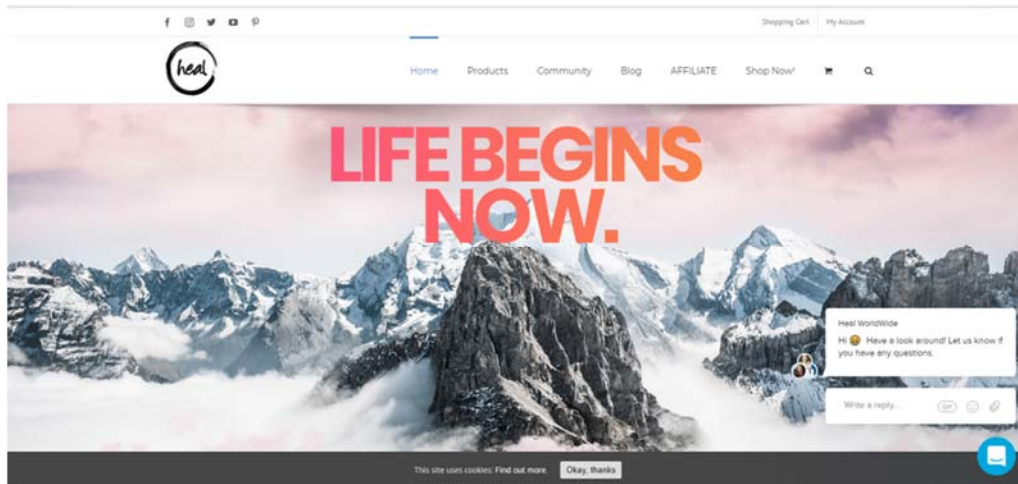 Shopping Cart
My Account
heal
Home
Products
Community
Blog
AFFILIATE
Shop Now!
LIFE BEGINS
NOW.
Heal WorldWide
Hi 😀 Have a look around! Let us know if
you have any questions.
Write a reply...
GIF
This site uses cookies: Find out more.
Okay, thanks